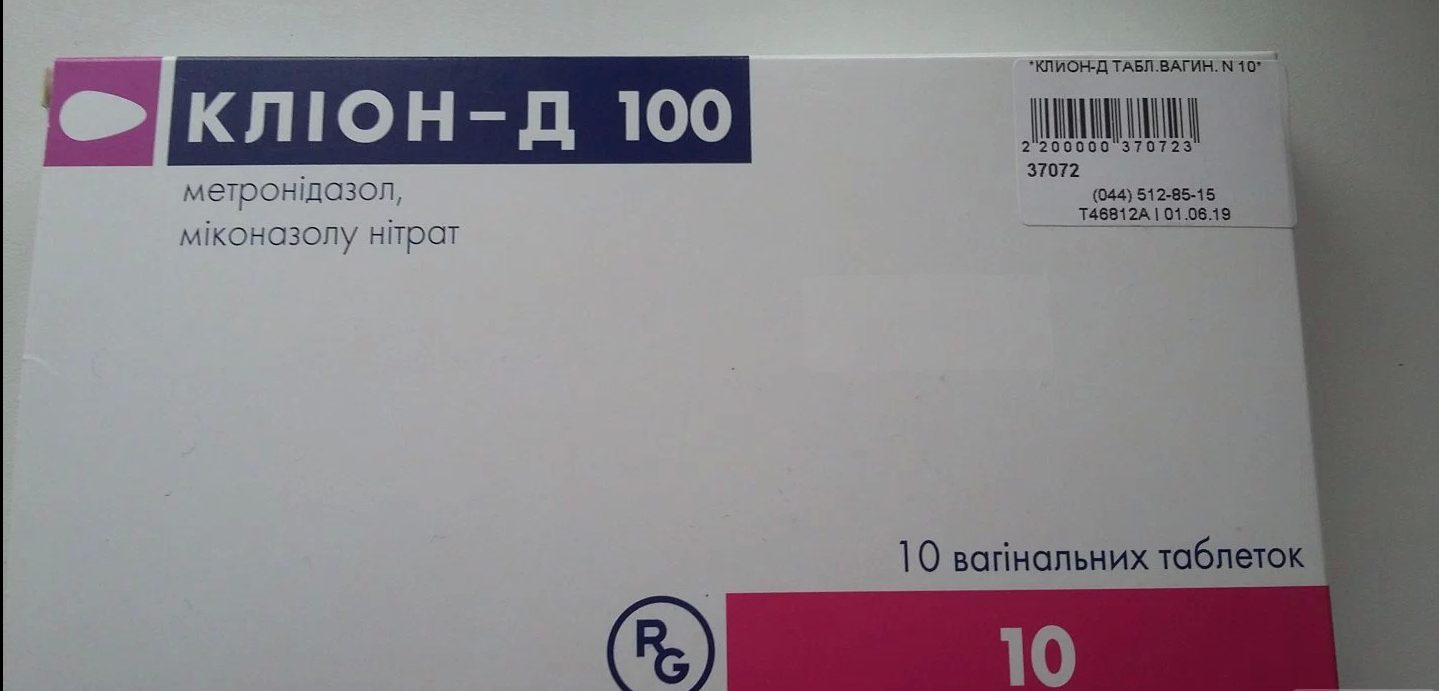 КЛІОН-Д 100
метронідазол,
міконазолу нітрат
*КЛИОН-Д ТАБЛ.ВАГИН. N 10*
2 200000 370723
37072
(044) 512-85-15
T46812A | 01.06.19
10 вагінальних таблеток
RG
10